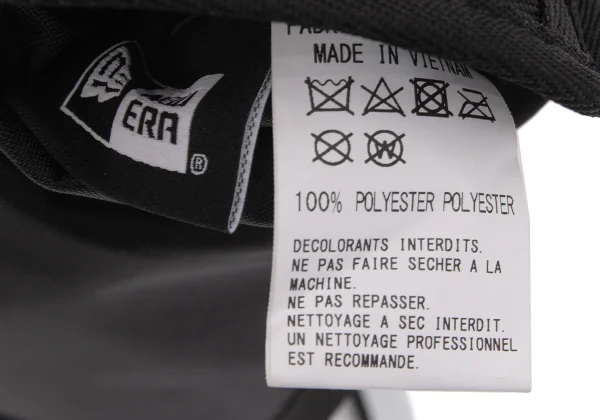 NEW
ERA
®
MADE IN VIETNAM
W
100% POLYESTER POLYESTER
DECOLORANTS INTERDITS.
NE PAS FAIRE SECHER A LA
MACHINE.
NE PAS REPASSER.
NETTOYAGE A SEC INTERDIT.
UN NETTOYAGE PROFESSIONNEL
EST RECOMMANDE.